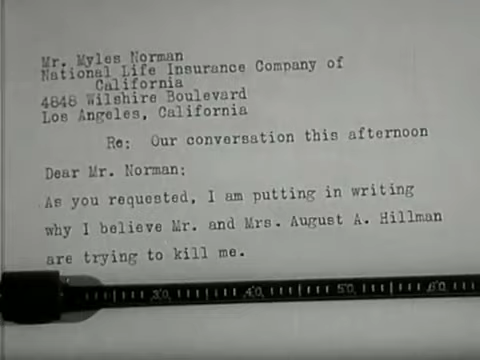 Mr. Myles Norman
National Life Insurance Company of
California
4848 Wilshire Boulevard
Los Angeles, California
Re: Our conversation this afternoon
Dear Mr. Norman:
As you requested, I am putting in writing
why I believe Mr. and Mrs. August A. Hillman
are trying to kill me.
30 40 50 60